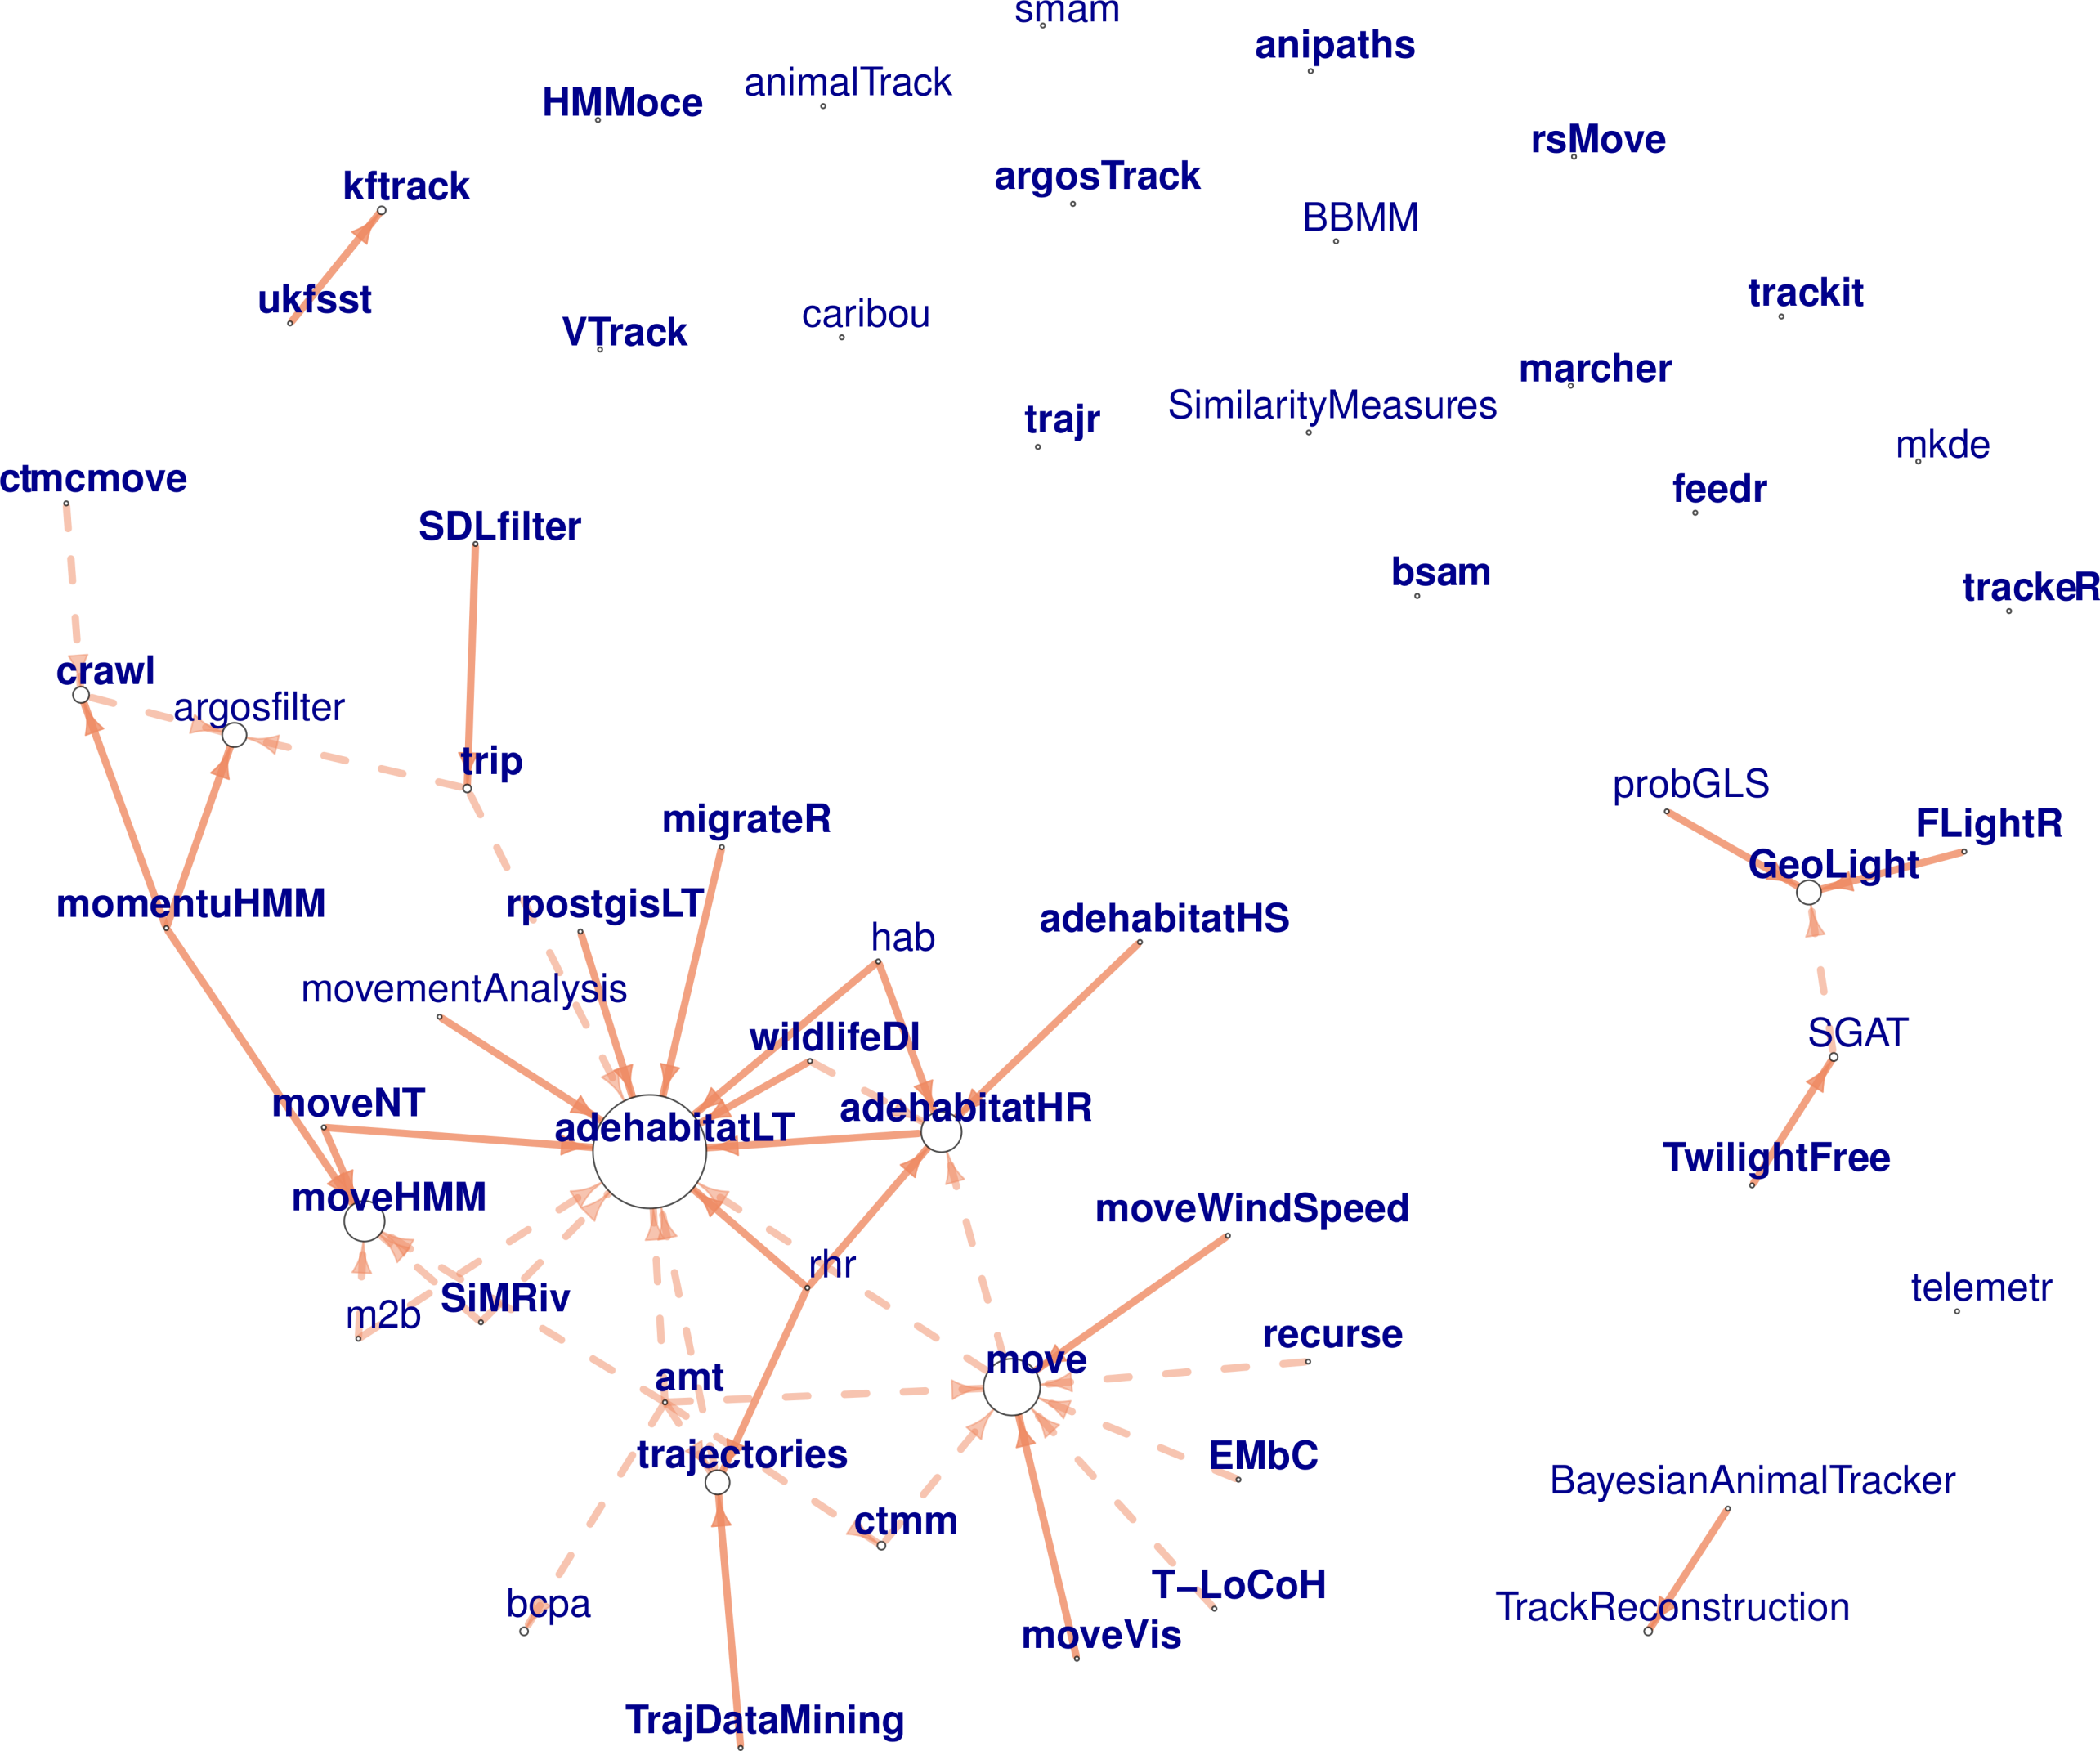 smam
anipaths
animalTrack
HMMoce
rsMove
argosTrack
kftrack
BBMM
trackit
ukfsst
caribou
VTrack
marcher
SimilarityMeasures
trajr
mkde
ctmcmove
feedr
SDLfilter
bsam
trackeR
crawl
argosfilter
trip
probGLS
migrateR
FLightR
GeoLight
momentuHMM
rpostgisLT
adehabitatHS
hab
movementAnalysis
SGAT
wildlifeDI
moveNT
adehabitatHR
adehabitatLT
TwilightFree
moveHMM
moveWindSpeed
rhr
telemetr
SiMRiv
m2b
recurse
move
amt
trajectories
EMbC
BayesianAnimalTracker
ctmm
T−LoCoH
bcpa
TrackReconstruction
moveVis
TrajDataMining